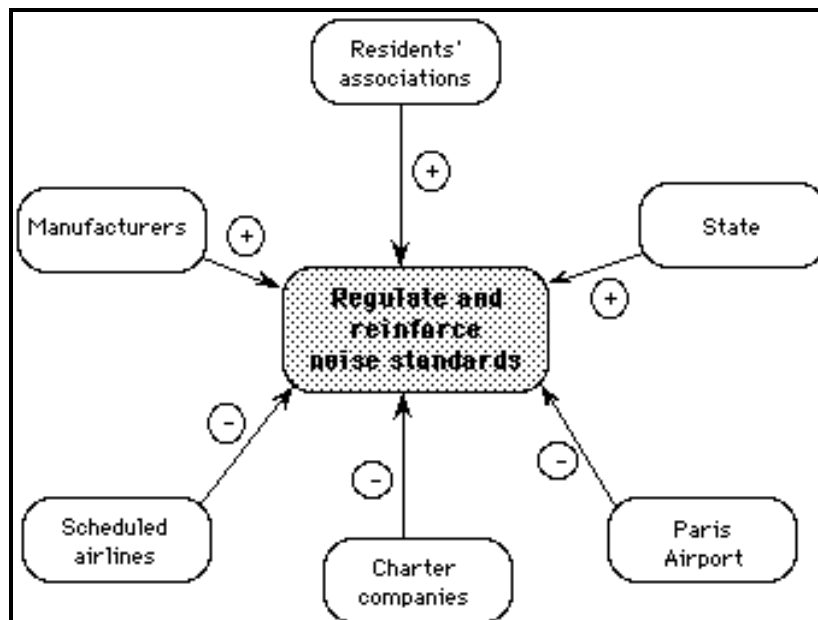 Residents'
associations
+
Manufacturers
+
State
+
Regulate and
reinforce
noise standards
-
-
-
Scheduled
airlines
Charter
companies
Paris
Airport